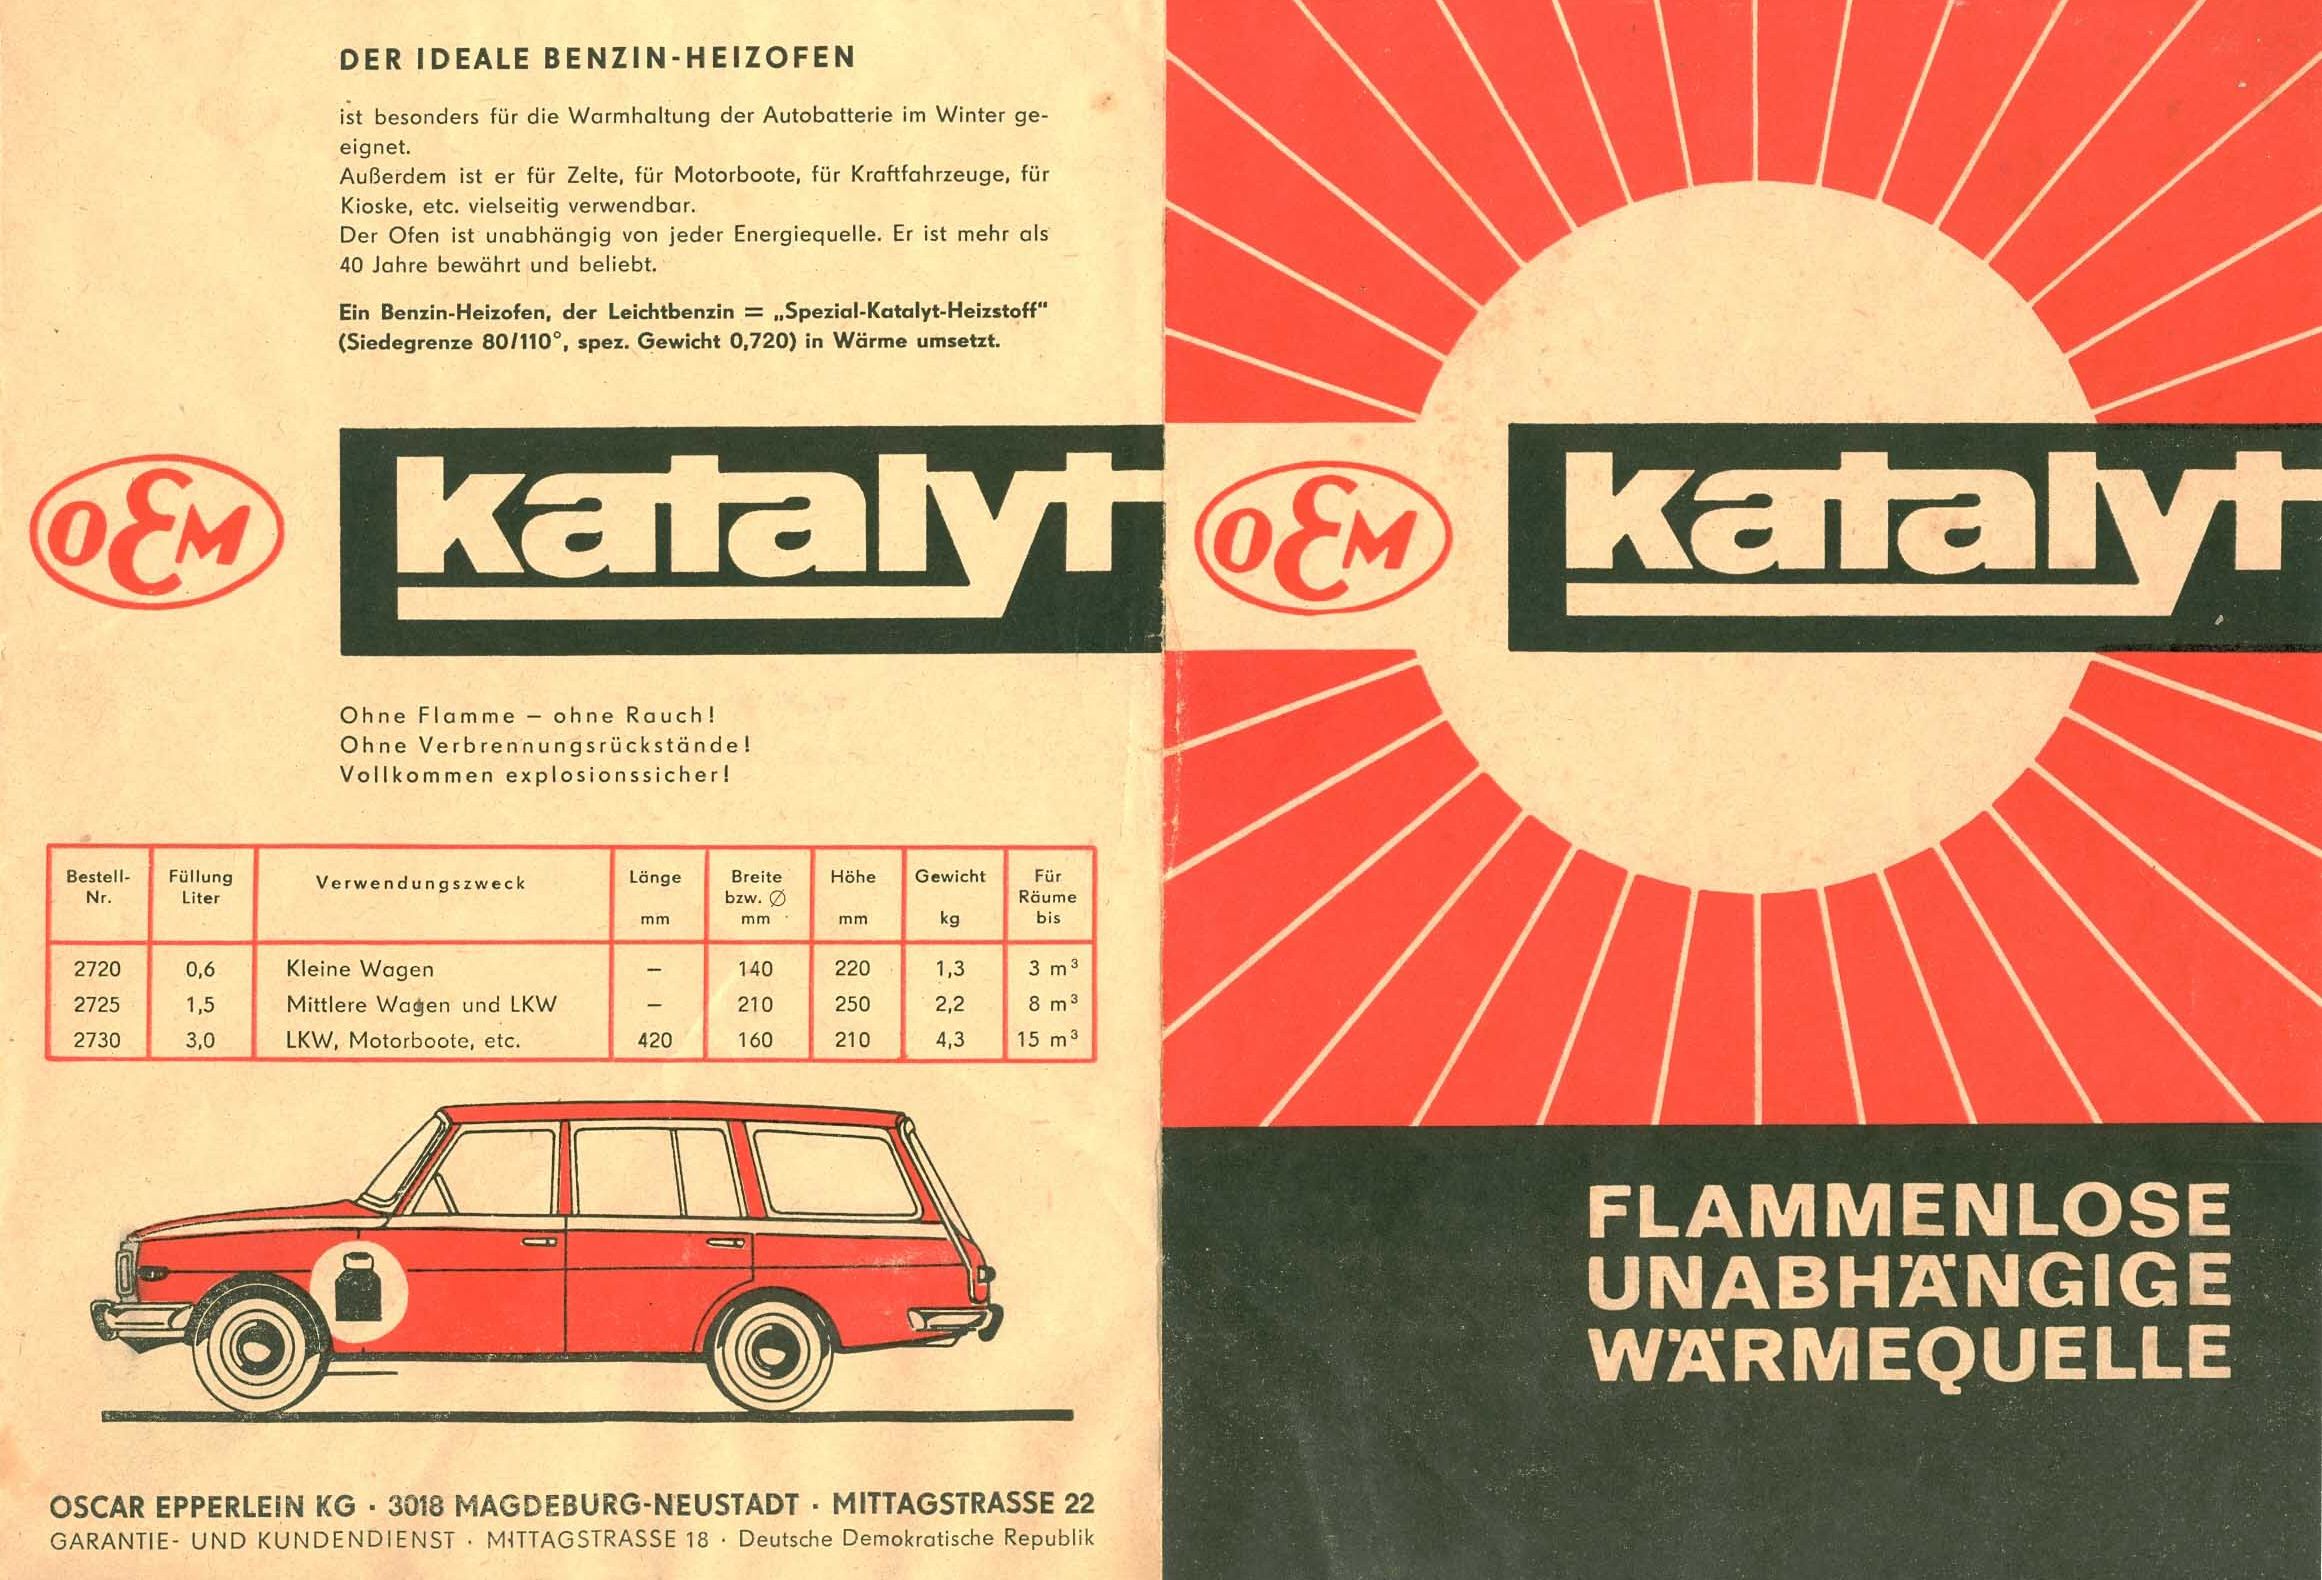 DER IDEALE BENZIN-HEIZOFEN
ist besonders für die Warmhaltung der Autobatterie im Winter ge-
eignet.
Außerdem ist er für Zelte, für Motorboote, für Kraftfahrzeuge, für
Kioske, etc. vielseitig verwendbar.
Der Ofen ist unabhängig von jeder Energiequelle. Er ist mehr als
40 Jahre bewährt und beliebt.
Ein Benzin-Heizofen, der Leichtbenzin = „Spezial-Katalyt-Heizstoff“
(Siedegrenze 80/110°, spez. Gewicht 0,720) in Wärme umsetzt.
OEM
katalyt
Ohne Flamme – ohne Rauch!
Ohne Verbrennungsrückstände!
Vollkommen explosionssicher!
Bestell-Nr. Füllung Liter Verwendungszweck Länge mm Breite bzw. Ø mm Höhe mm Gewicht kg Für Räume bis
2720 0,6 Kleine Wagen – 140 220 1,3 3 m³
2725 1,5 Mittlere Wagen und LKW – 210 250 2,2 8 m³
2730 3,0 LKW, Motorboote, etc. 420 160 210 4,3 15 m³
OSCAR EPPERLEIN KG · 3018 MAGDEBURG-NEUSTADT · MITTAGSTRASSE 22
GARANTIE- UND KUNDENDIENST · MITTAGSTRASSE 18 · Deutsche Demokratische Republik
OEM
katalyt
FLAMMENLOSE
UNABHÄNGIGE
WÄRMEQUELLE